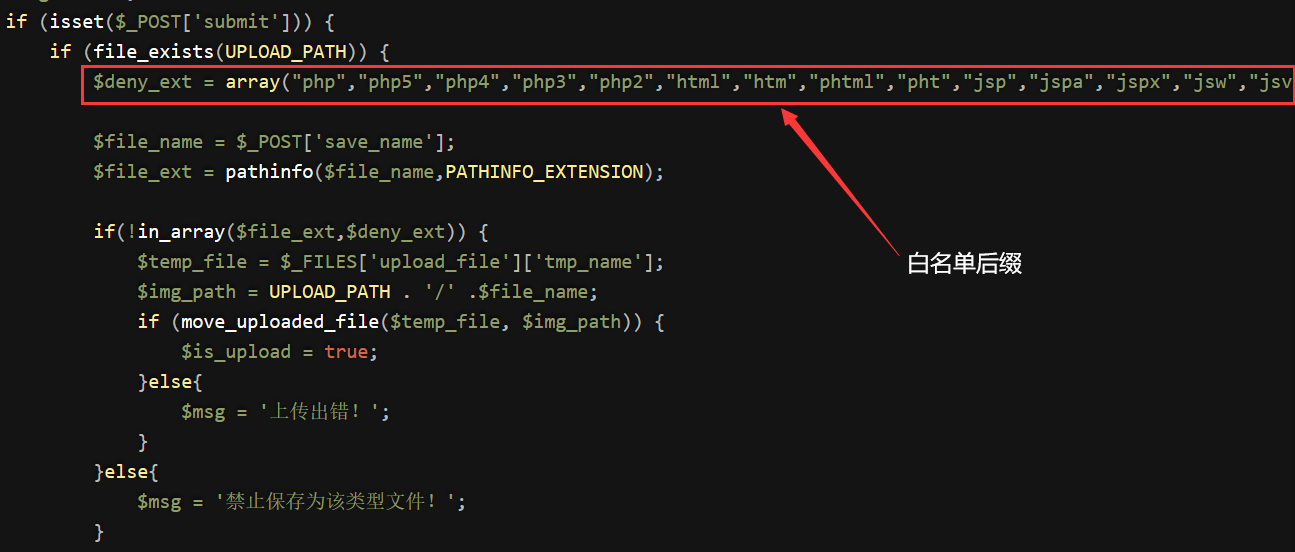 if (isset($_POST['submit'])) {
    if (file_exists(UPLOAD_PATH)) {
        $deny_ext = array("php","php5","php4","php3","php2","html","htm","phtml","pht","jsp","jspa","jspx","jsw","jsv
        $file_name = $_POST['save_name'];
        $file_ext = pathinfo($file_name,PATHINFO_EXTENSION);
        if(!in_array($file_ext,$deny_ext)) {
            $temp_file = $_FILES['upload_file']['tmp_name'];
白名单后缀
            $img_path = UPLOAD_PATH . '/' .$file_name;
            if (move_uploaded_file($temp_file, $img_path)) {
                $is_upload = true;
            }else{
                $msg = '上传出错！';
            }
        }else{
            $msg = '禁止保存为该类型文件！';
        }